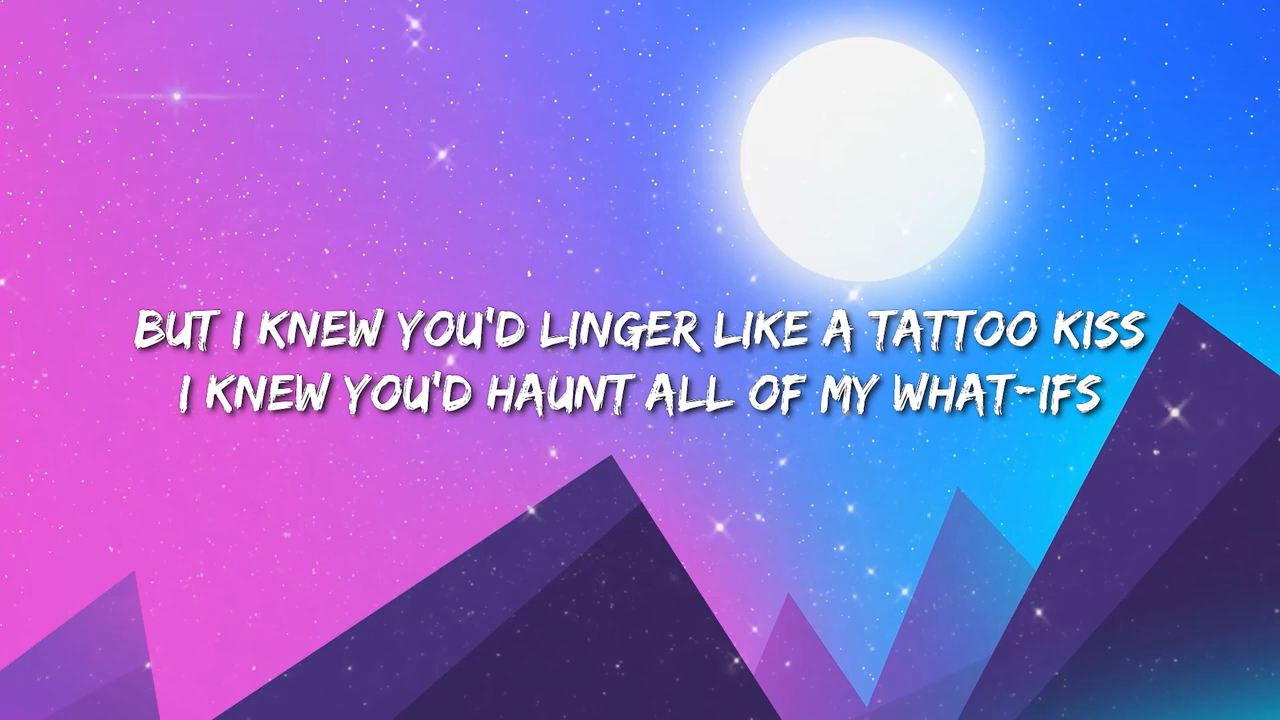 BUT I KNEW YOU'D LINGER LIKE A TATTOO KISS
I KNEW YOU'D HAUNT ALL OF MY WHAT-IFS